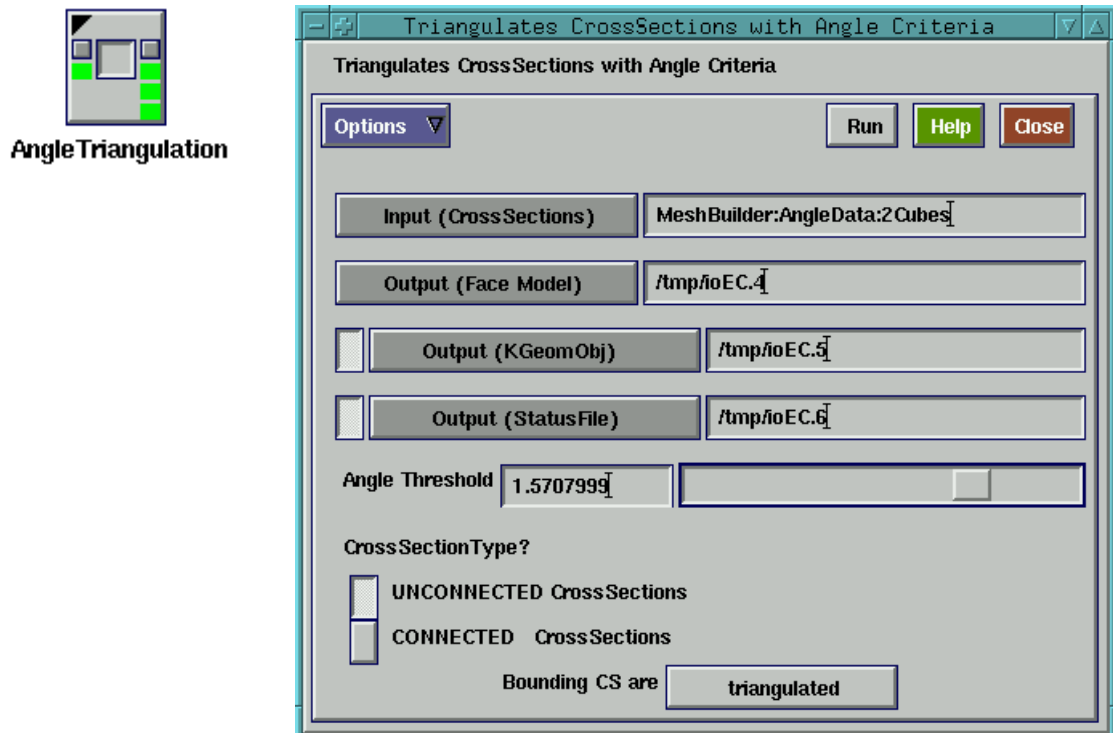 AngleTriangulation
Triangulates CrossSections with Angle Criteria
Triangulates CrossSections with Angle Criteria
Options Run Help Close
Input (CrossSections) MeshBuilder:AngleData:2Cubes
Output (Face Model) /tmp/ioEC.4
Output (KGeomObj) /tmp/ioEC.5
Output (StatusFile) /tmp/ioEC.6
Angle Threshold 1.5707999
CrossSectionType?
UNCONNECTED CrossSections
CONNECTED CrossSections
Bounding CS are triangulated